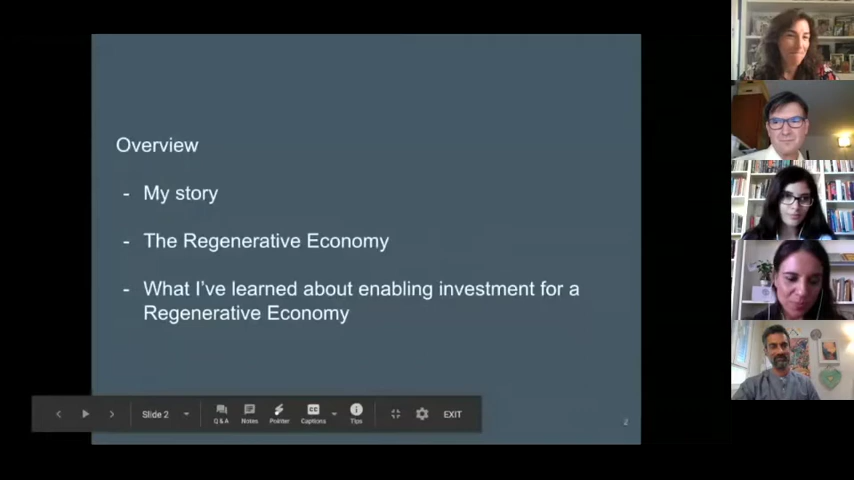 Overview
- My story
- The Regenerative Economy
- What I've learned about enabling investment for a
Regenerative Economy
Slide 2
Q&A
Notes
Pointer
Captions
Tips
EXIT
2